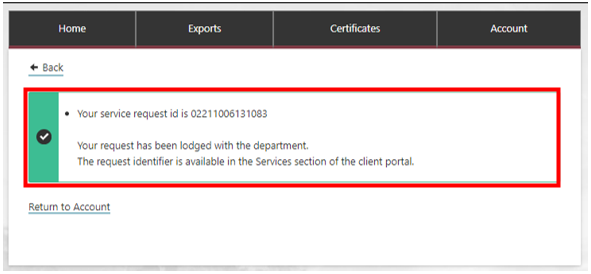 Home Exports Certificates Account
Back
Your service request id is 02211006131083
Your request has been lodged with the department.
The request identifier is available in the Services section of the client portal.
Return to Account